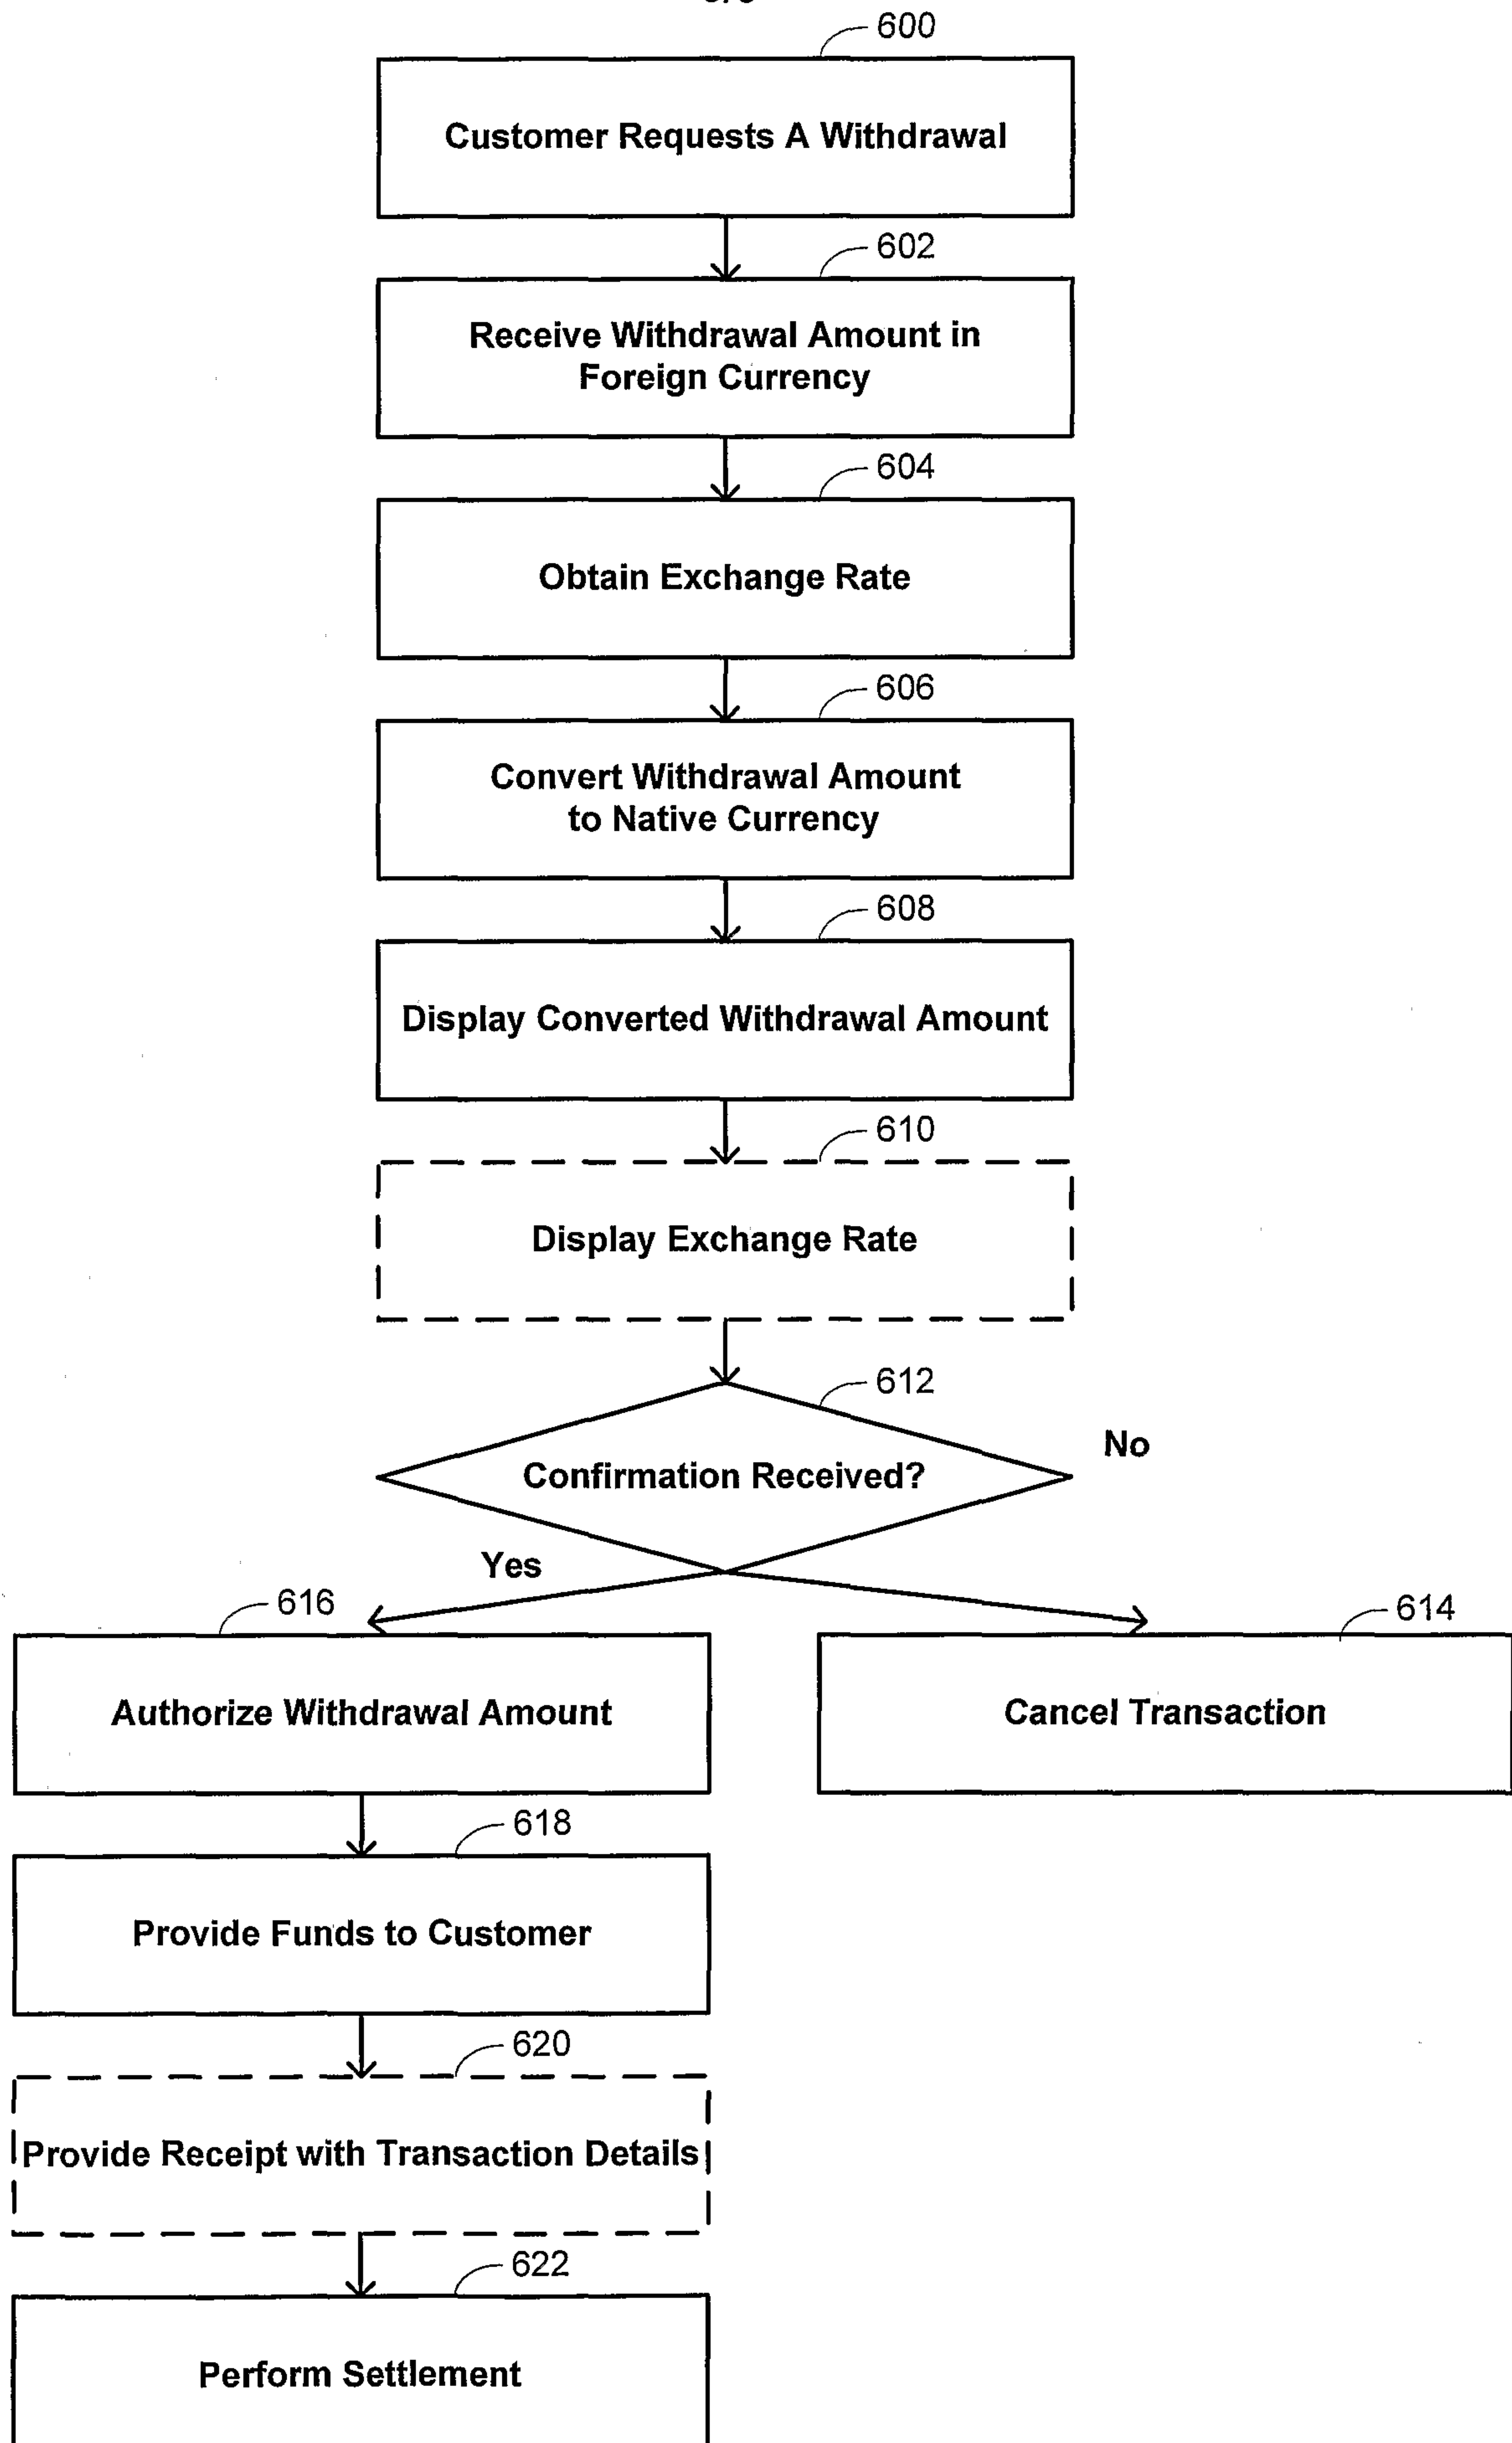 600
Customer Requests A Withdrawal
602
Receive Withdrawal Amount in
Foreign Currency
604
Obtain Exchange Rate
606
Convert Withdrawal Amount
to Native Currency
608
Display Converted Withdrawal Amount
610
Display Exchange Rate
612
No
Confirmation Received?
Yes
616
614
Authorize Withdrawal Amount
Cancel Transaction
618
Provide Funds to Customer
620
Provide Receipt with Transaction Details
622
Perform Settlement